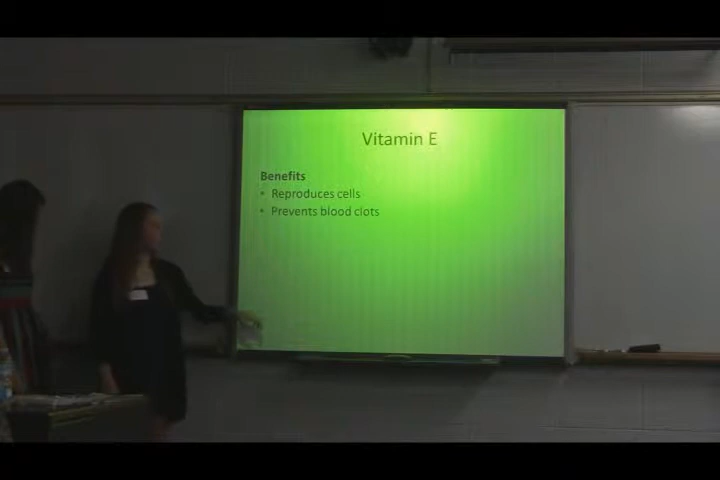 Vitamin E
Benefits
• Reproduces cells
• Prevents blood clots